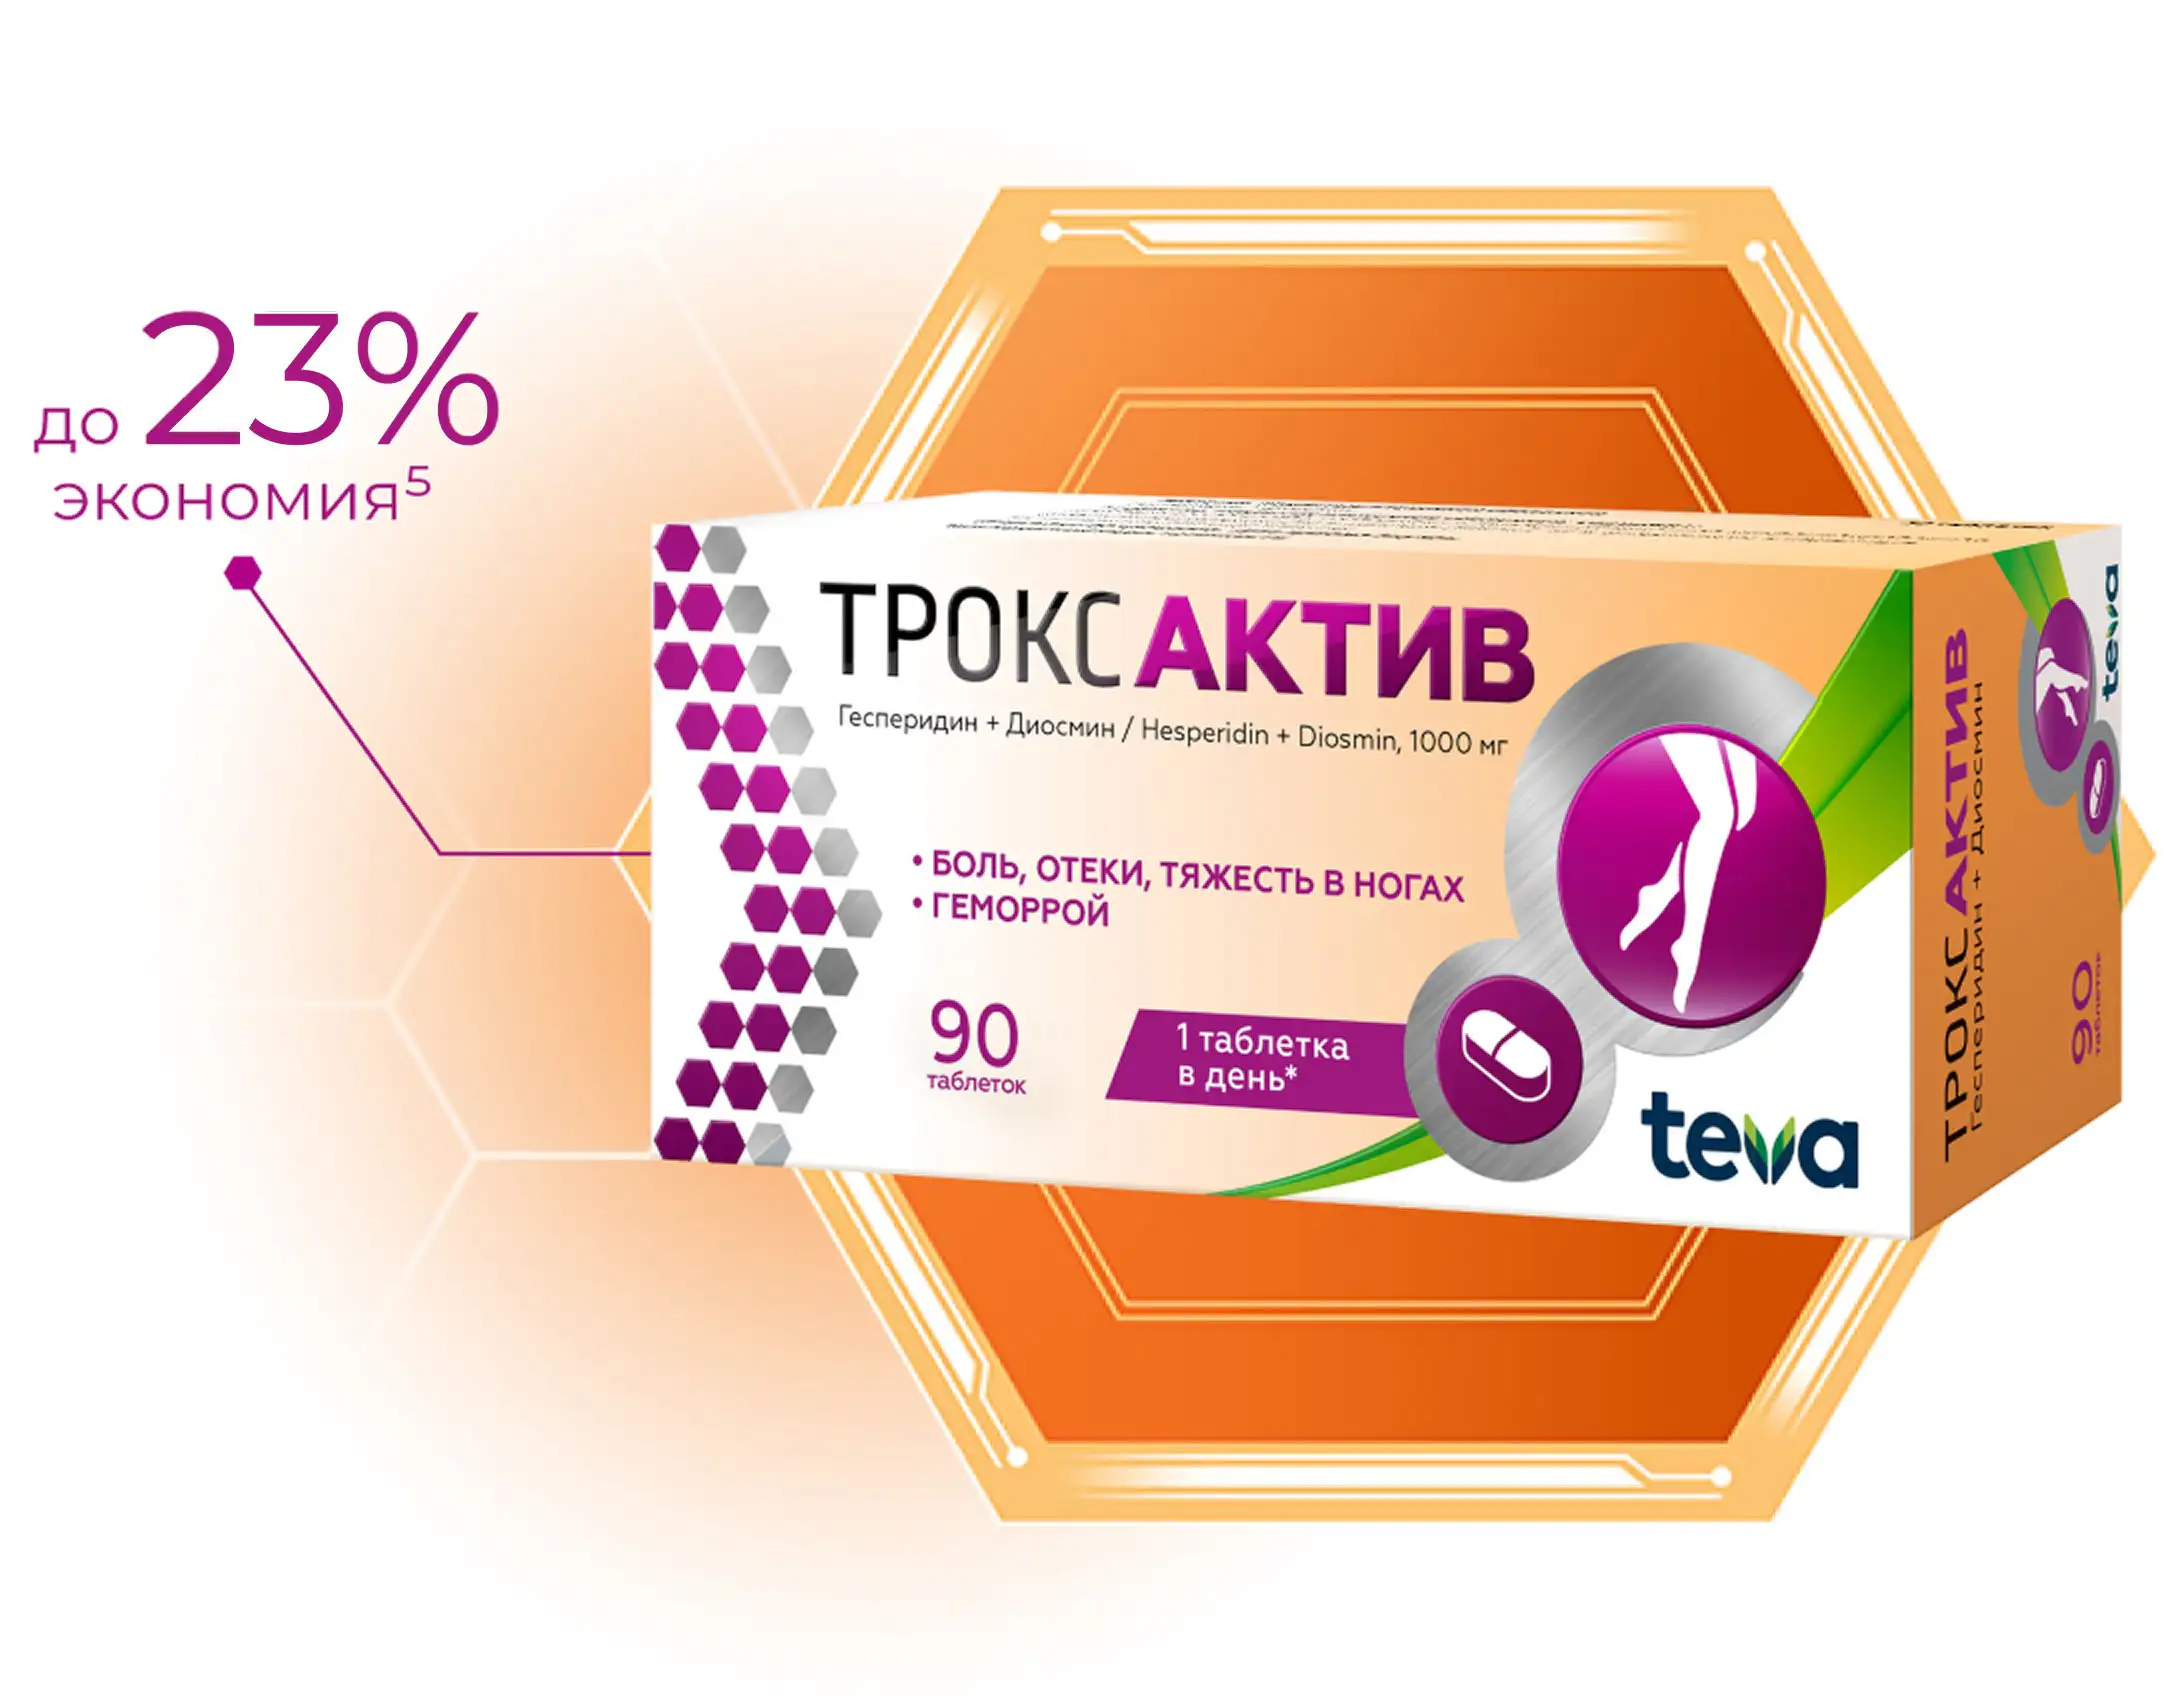 до 23%
экономия⁵
ТРОКСАКТИВ
Гесперидин + Диосмин / Hesperidin + Diosmin, 1000 мг
• БОЛЬ, ОТЕКИ, ТЯЖЕСТЬ В НОГАХ
• ГЕМОРРОЙ
90
таблеток
1 таблетка
в день*
teva
ТРОКСАКТИВ
Гесперидин + Диосмин
90
таблеток
teva